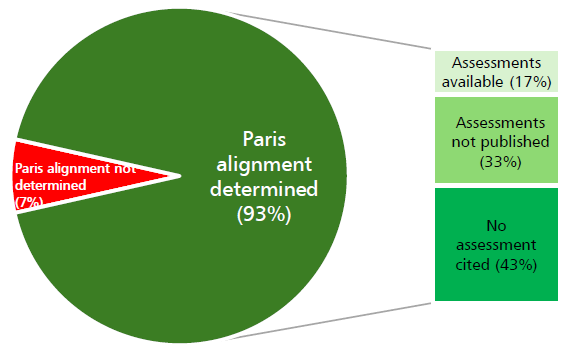 Paris alignment not
determined
(7%)
Paris
alignment
determined
(93%)
Assessments
available (17%)
Assessments
not published
(33%)
No
assessment
cited (43%)